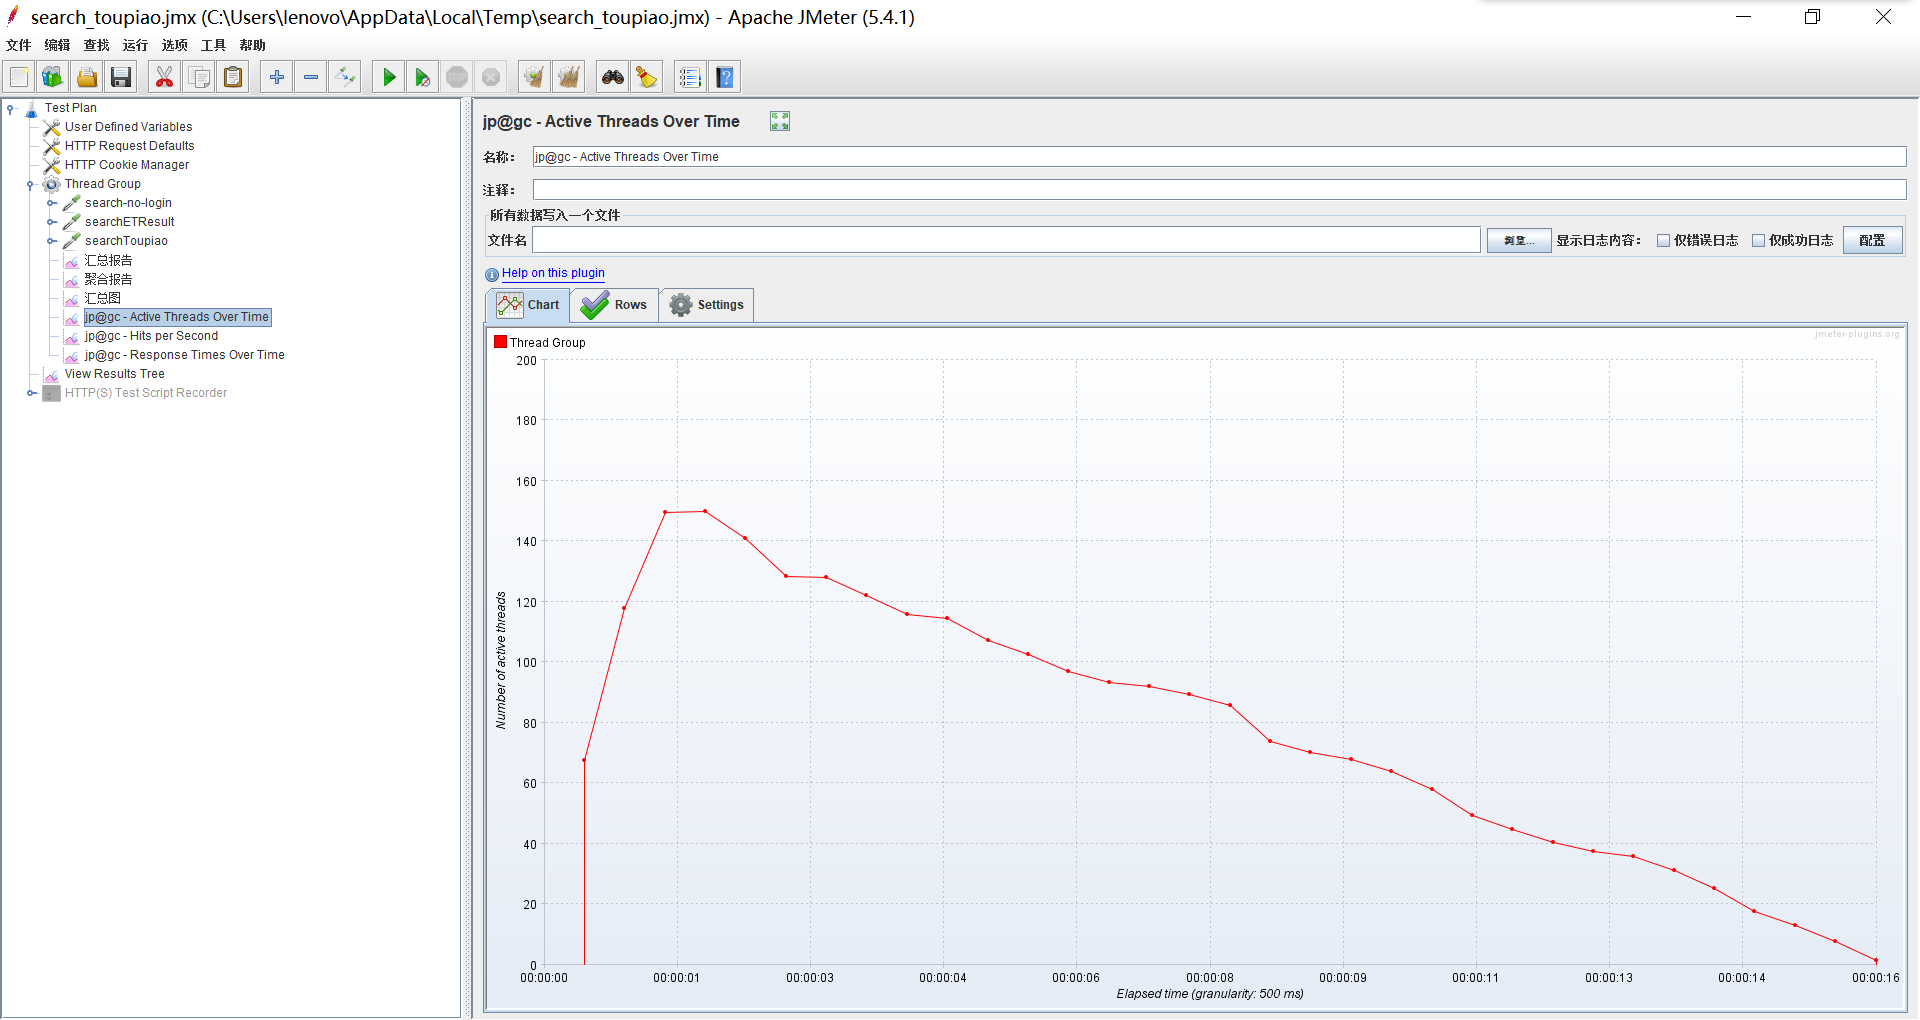 search_toupiao.jmx (C:\Users\lenovo\AppData\Local\Temp\search_toupiao.jmx) - Apache JMeter (5.4.1)
文件 编辑 查找 运行 选项 工具 帮助
STOP
Test Plan
User Defined Variables
HTTP Request Defaults
HTTP Cookie Manager
Thread Group
search-no-login
searchETResult
searchToupiao
汇总报告
聚合报告
汇总图
jp@gc - Active Threads Over Time
jp@gc - Hits per Second
jp@gc - Response Times Over Time
View Results Tree
HTTP(S) Test Script Recorder
jp@gc - Active Threads Over Time
名称: jp@gc - Active Threads Over Time
注释:
所有数据写入一个文件
文件名 浏览... 显示日志内容: 仅错误日志 仅成功日志 配置
Help on this plugin
Chart Rows Settings
jmeter-plugins.org
Thread Group
200
180
160
140
120
100
80
60
40
20
0
Number of active threads
00:00:00 00:00:01 00:00:03 00:00:04 00:00:06 00:00:08 00:00:09 00:00:11 00:00:13 00:00:14 00:00:16
Elapsed time (granularity: 500 ms)